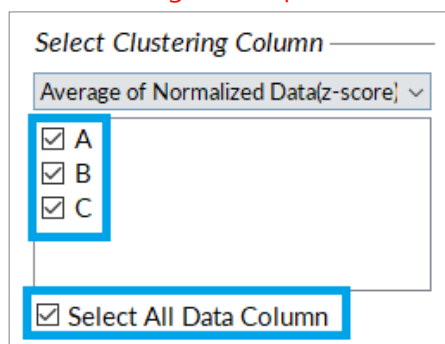 Select Clustering Column
Average of Normalized Data(z-score)
A
B
C
Select All Data Column